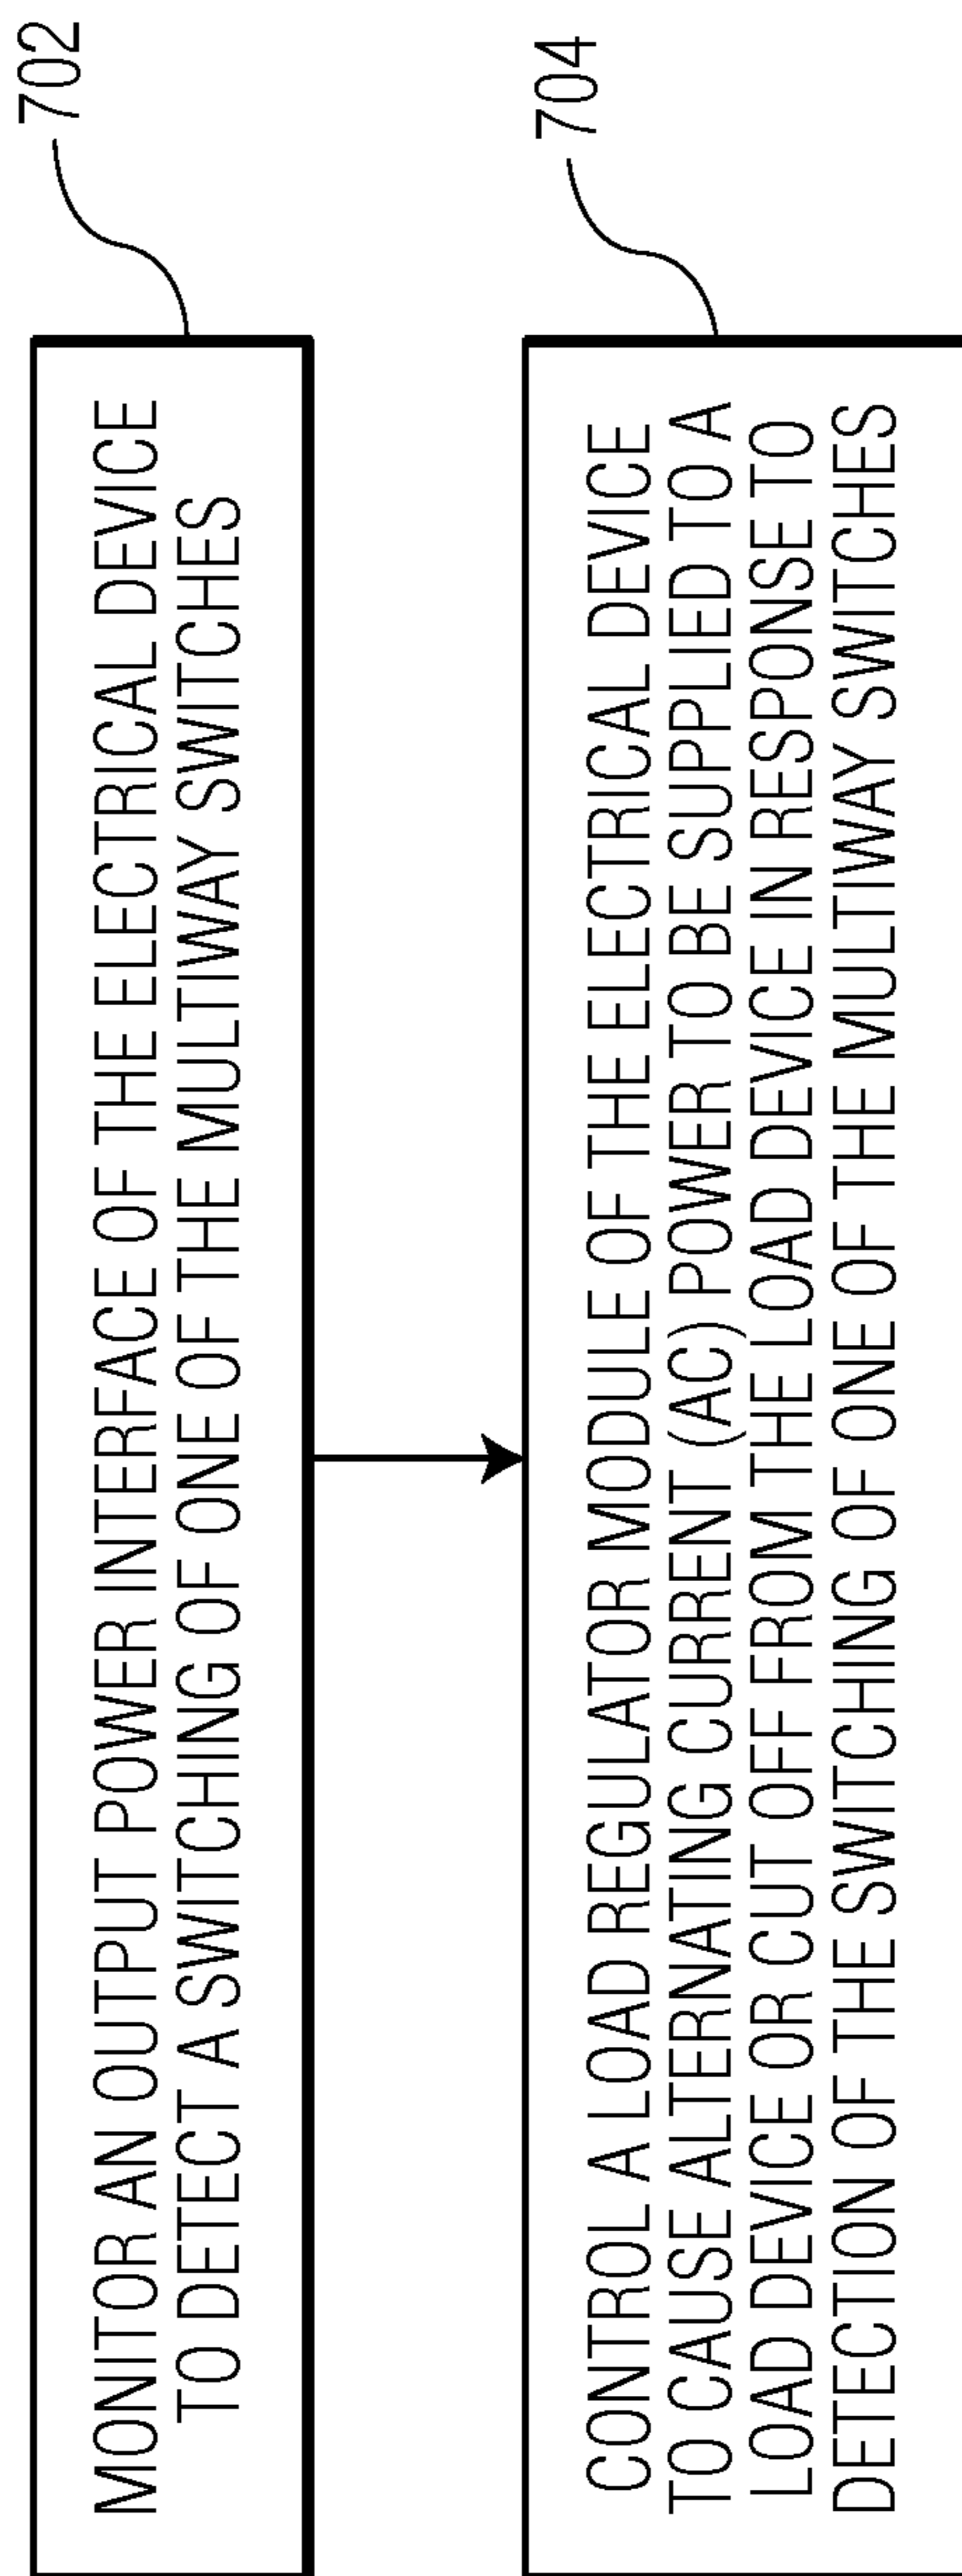 702
MONITOR AN OUTPUT POWER INTERFACE OF THE ELECTRICAL DEVICE
TO DETECT A SWITCHING OF ONE OF THE MULTIWAY SWITCHES
704
CONTROL A LOAD REGULATOR MODULE OF THE ELECTRICAL DEVICE
TO CAUSE ALTERNATING CURRENT (AC) POWER TO BE SUPPLIED TO A
LOAD DEVICE OR CUT OFF FROM THE LOAD DEVICE IN RESPONSE TO
DETECTION OF THE SWITCHING OF ONE OF THE MULTIWAY SWITCHES